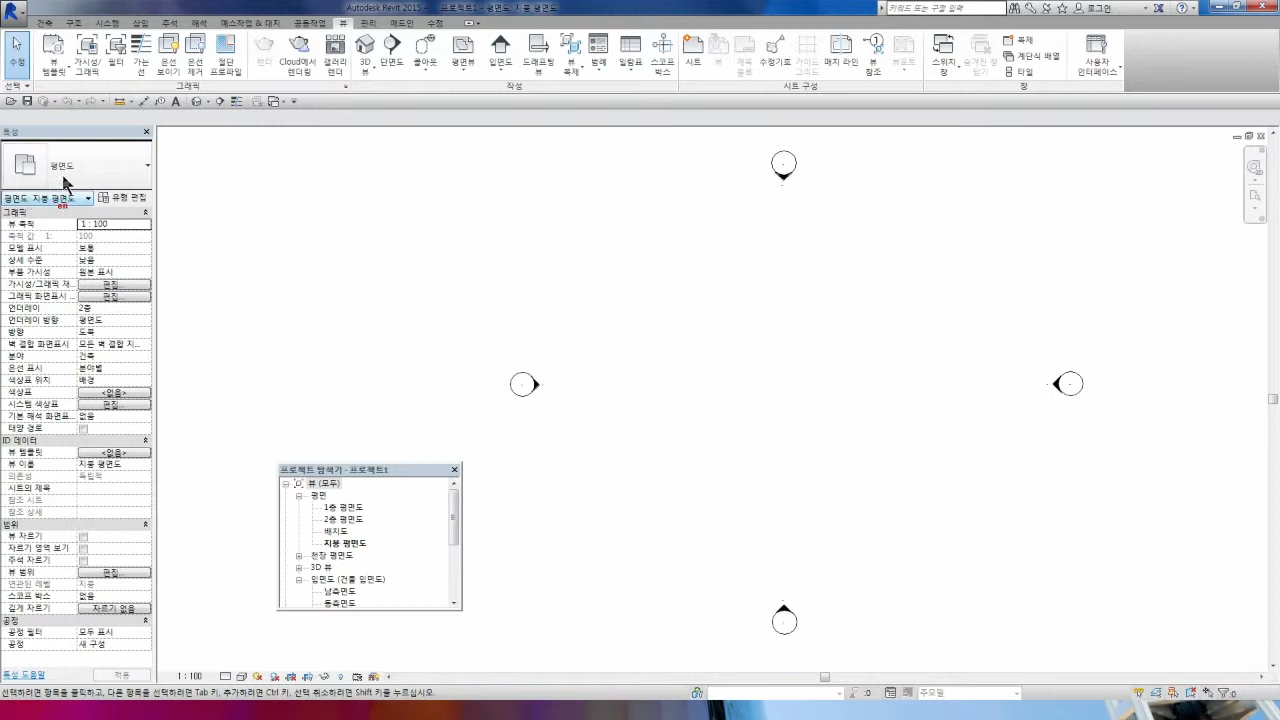 Autodesk Revit 2015 - 프로젝트1 - 평면도: 지붕 평면도
키워드 또는 구절 입력
로그인
건축 구조 시스템 삽입 주석 해석 매스작업 & 대지 공동작업 뷰 관리 애드인 수정
수정
뷰 템플릿
가시성/ 그래픽
필터
가는 선
은선 보이기
은선 제거
절단 프로파일
렌더
Cloud에서 렌더링
갤러리 렌더
3D 뷰
단면도
콜아웃
평면뷰
입면도
드래프팅 뷰
뷰 복제
범례
일람표
스코프 박스
시트
뷰
제목 블록
수정기호
가이드 그리드
매치 라인
뷰 참조
뷰포트
스위치 창
숨겨진 창 닫기
복제
계단식 배열
타일
사용자 인터페이스
선택
그래픽
작성
시트 구성
창
특성
평면도
평면도: 지붕 평면도
유형 편집
en
그래픽
뷰 축척 1 : 100
축척 값 1: 100
모델 표시 보통
상세 수준 낮음
부품 가시성 원본 표시
가시성/그래픽 재... 편집...
그래픽 화면표시 ... 편집...
언더레이 2층
언더레이 방향 평면도
방향 도북
벽 결합 화면표시 모든 벽 결합 지...
분야 건축
은선 표시 분야별
색상표 위치 배경
색상표 <없음>
시스템 색상표 편집...
기본 해석 화면표... 없음
태양 경로
ID 데이터
뷰 템플릿 <없음>
뷰 이름 지붕 평면도
의존성 독립적
시트의 제목
참조 시트
참조 상세
범위
뷰 자르기
자르기 영역 보기
주석 자르기
뷰 범위 편집...
연관된 레벨 지붕
스코프 박스 없음
깊게 자르기 자르기 없음
공정
공정 필터 모두 표시
공정 새 구성
특성 도움말
적용
프로젝트 탐색기 - 프로젝트1
뷰 (모두)
평면
1층 평면도
2층 평면도
배치도
지붕 평면도
천장 평면도
3D 뷰
입면도 (건물 입면도)
남측면도
동측면도
1 : 100
선택하려면 항목을 클릭하고, 다른 항목을 선택하려면 Tab 키, 추가하려면 Ctrl 키, 선택 취소하려면 Shift 키를 누르십시오.
:0
주모델
:0